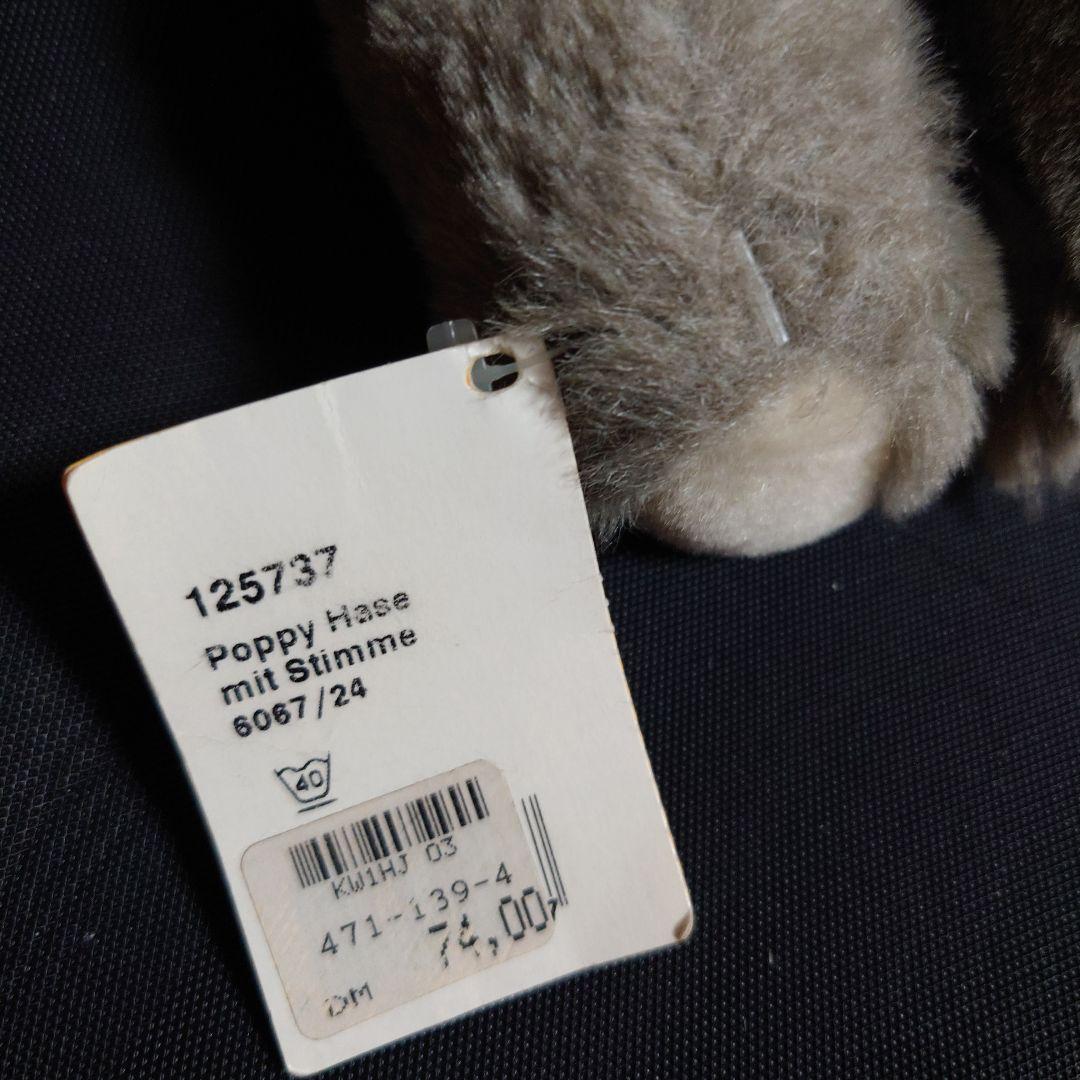 125737
Poppy Hase
mit Stimme
6067/24
40
KW1HJ 03
471-139-4
74,00
DM